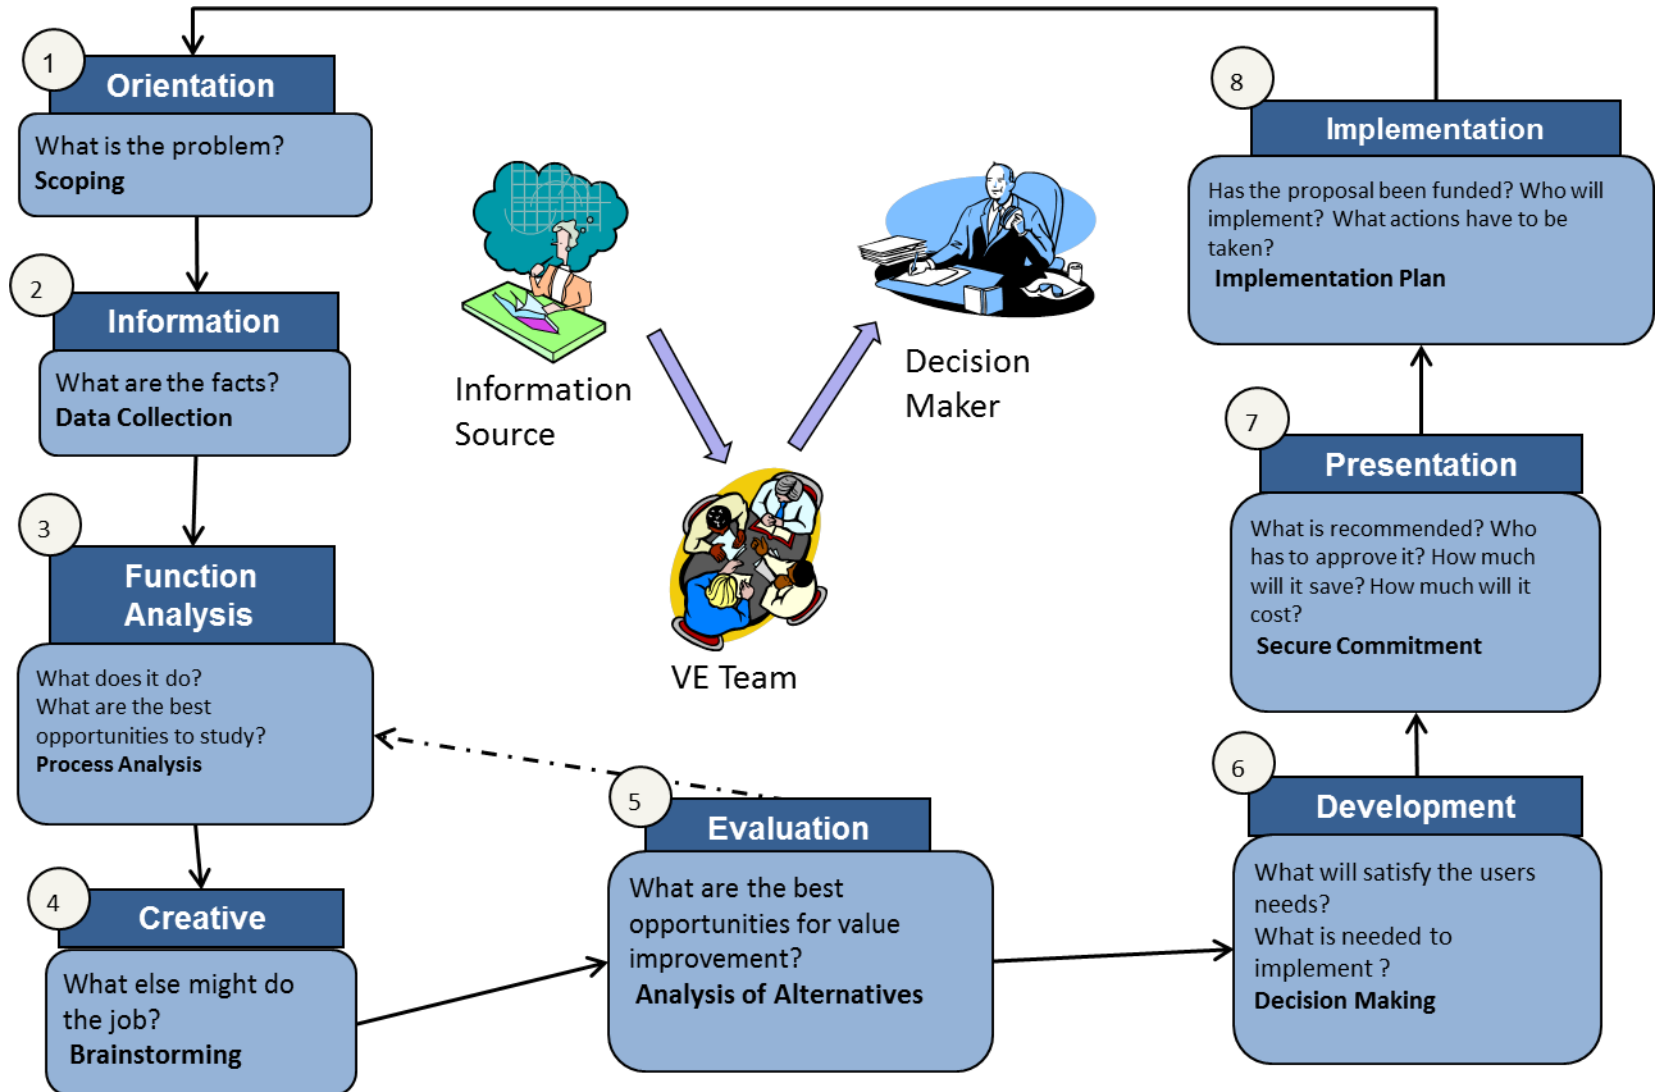 1
Orientation
What is the problem?
Scoping
2
Information
What are the facts?
Data Collection
3
Function
Analysis
What does it do?
What are the best
opportunities to study?
Process Analysis
4
Creative
What else might do
the job?
Brainstorming
5
Evaluation
What are the best
opportunities for value
improvement?
Analysis of Alternatives
6
Development
What will satisfy the users
needs?
What is needed to
implement ?
Decision Making
7
Presentation
What is recommended? Who
has to approve it? How much
will it save? How much will it
cost?
Secure Commitment
8
Implementation
Has the proposal been funded? Who will
implement? What actions have to be
taken?
Implementation Plan
Information
Source
Decision
Maker
VE Team